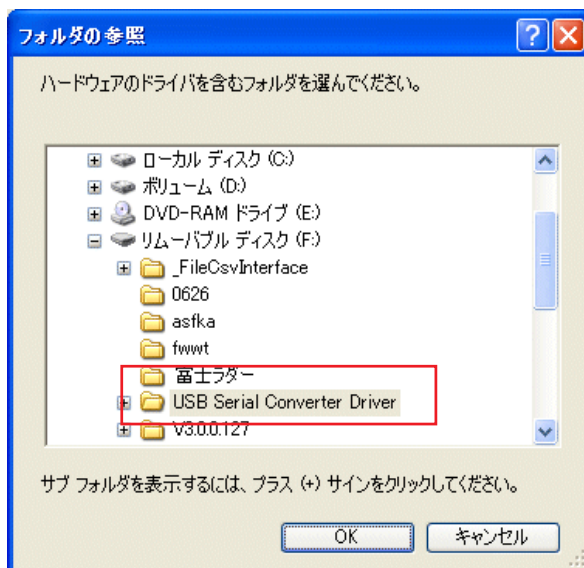 フォルダの参照
ハードウェアのドライバを含むフォルダを選んでください。
ローカル ディスク (C:)
ボリューム (D:)
DVD-RAM ドライブ (E:)
リムーバブル ディスク (F:)
_FileCsvInterface
0626
asfka
fwwt
富士ラダー
USB Serial Converter Driver
V3.0.0.127
サブ フォルダを表示するには、プラス (+) サインをクリックしてください。
OK キャンセル